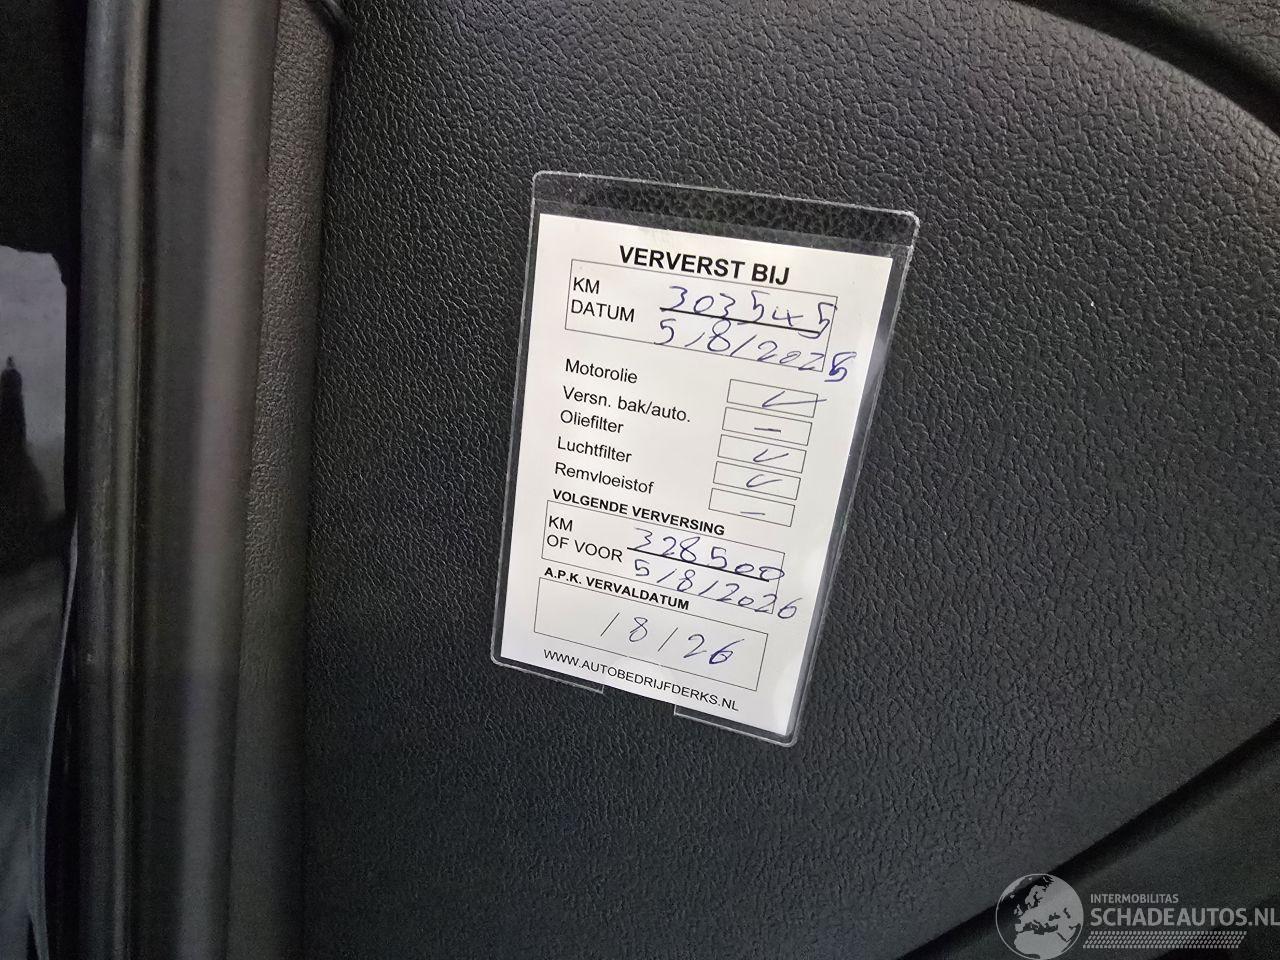 VERVERST BIJ
KM 303545
DATUM 5/8/2025
Motorolie
Versn. bak/auto. -
Oliefilter
Luchtfilter
Remvloeistof -
VOLGENDE VERVERSING
KM 328500
OF VOOR 5/8/2026
A.P.K. VERVALDATUM
/8/26
WWW.AUTOBEDRIJFDERKS.NL
INTERMOBILITAS
SCHADEAUTOS.NL